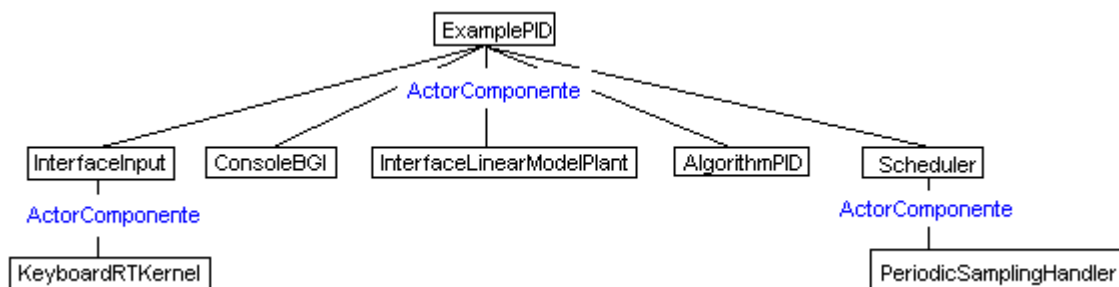 ExamplePID
ActorComponente
InterfaceInput ConsoleBGI InterfaceLinearModelPlant AlgorithmPID Scheduler
ActorComponente ActorComponente
KeyboardRTKernel PeriodicSamplingHandler